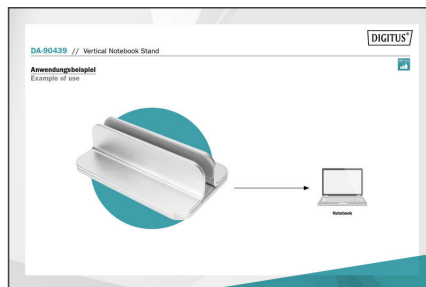 DIGITUS®
DA-90439 // Vertical Notebook Stand
Anwendungsbeispiel
Example of use
Notebook